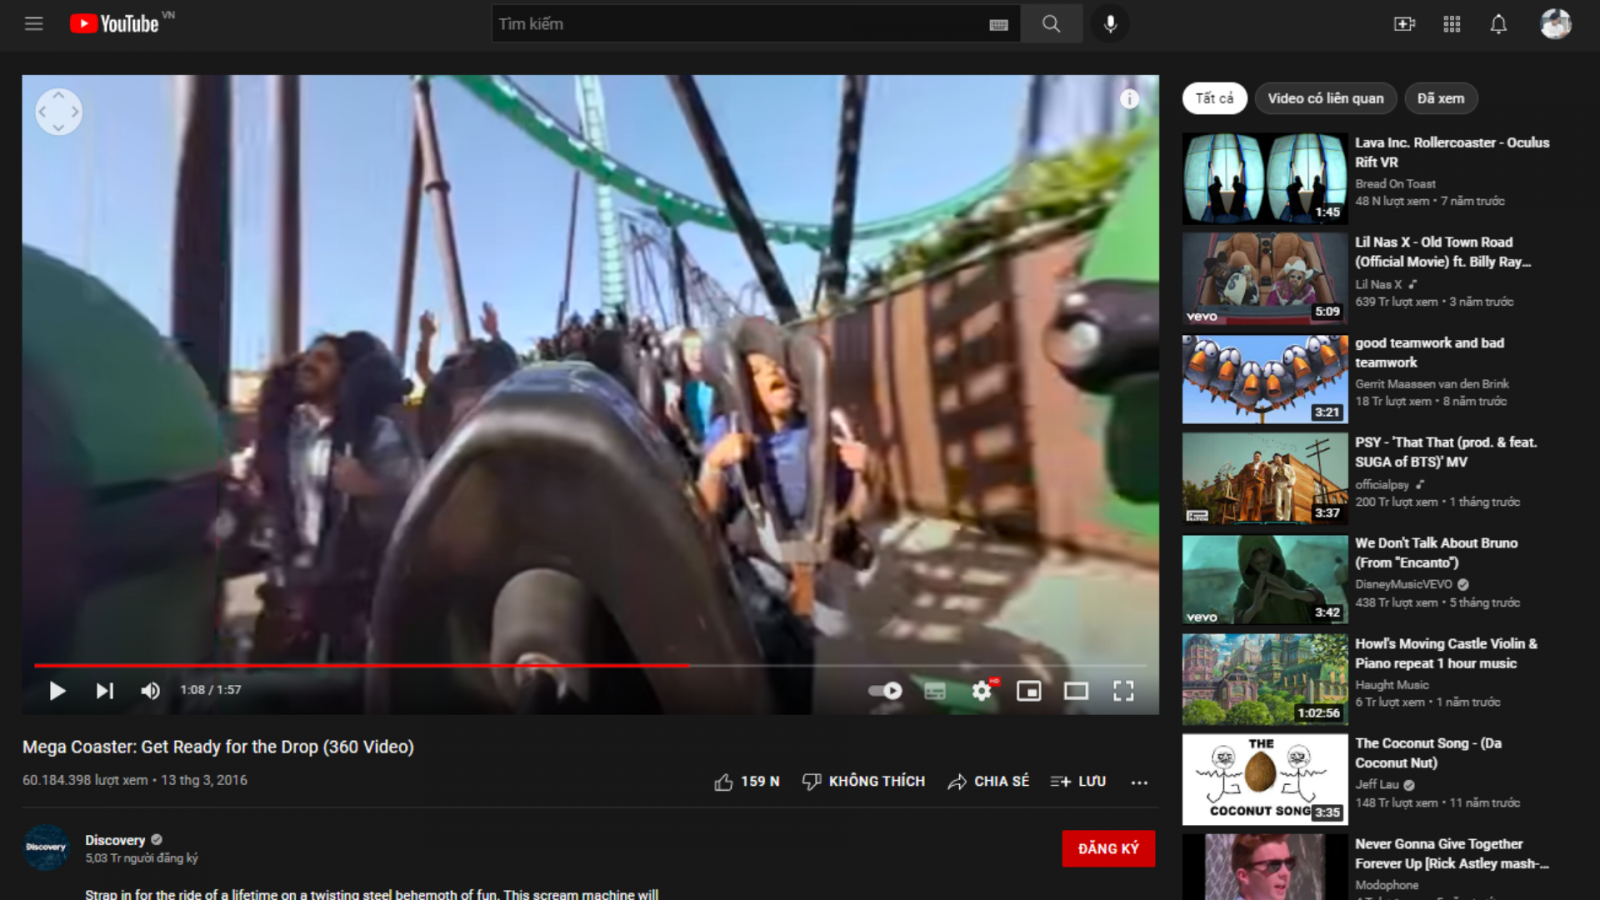 YouTube VN
Tìm kiếm
1:08 / 1:57
HD
Mega Coaster: Get Ready for the Drop (360 Video)
60.184.398 lượt xem • 13 thg 3, 2016
159 N
KHÔNG THÍCH
CHIA SẺ
LƯU
Discovery
Discovery
5,03 Tr người đăng ký
ĐĂNG KÝ
Strap in for the ride of a lifetime on a twisting steel behemoth of fun. This scream machine will
Tất cả
Video có liên quan
Đã xem
1:45
Lava Inc. Rollercoaster - Oculus
Rift VR
Bread On Toast
48 N lượt xem • 7 năm trước
vevo
5:09
Lil Nas X - Old Town Road
(Official Movie) ft. Billy Ray...
Lil Nas X
639 Tr lượt xem • 3 năm trước
3:21
good teamwork and bad
teamwork
Gerrit Maassen van den Brink
18 Tr lượt xem • 8 năm trước
3:37
PSY - 'That That (prod. & feat.
SUGA of BTS)' MV
officialpsy
200 Tr lượt xem • 1 tháng trước
vevo
3:42
We Don't Talk About Bruno
(From "Encanto")
DisneyMusicVEVO
438 Tr lượt xem • 5 tháng trước
1:02:56
Howl's Moving Castle Violin &
Piano repeat 1 hour music
Haught Music
6 Tr lượt xem • 1 năm trước
THE
COCONUT SONG
3:35
The Coconut Song - (Da
Coconut Nut)
Jeff Lau
148 Tr lượt xem • 11 năm trước
Never Gonna Give Together
Forever Up [Rick Astley mash-...
Modophone